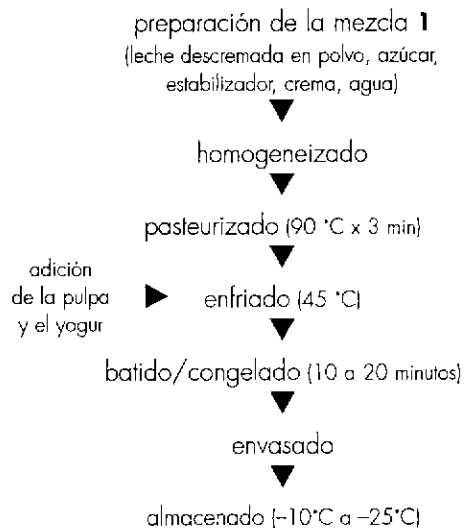 preparación de la mezcla 1
(leche descremada en polvo, azúcar,
estabilizador, crema, agua)
homogeneizado
pasteurizado (90 °C x 3 min)
adición
de la pulpa
y el yogur
enfriado (45 °C)
batido/congelado (10 a 20 minutos)
envasado
almacenado (–10°C a –25°C)